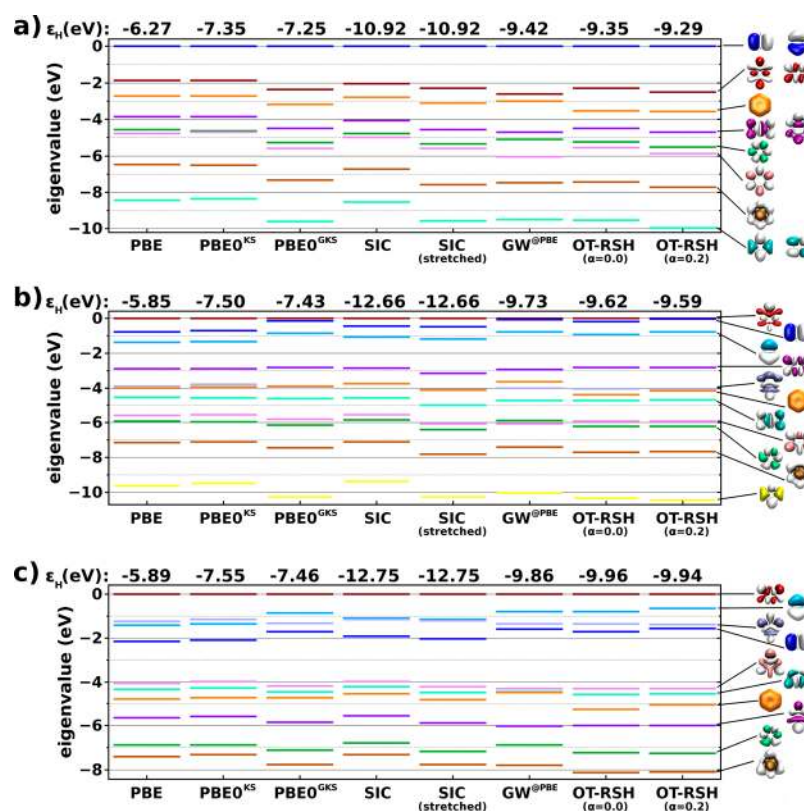 a) ε_H(eV): -6.27 -7.35 -7.25 -10.92 -10.92 -9.42 -9.35 -9.29
0
−2
−4
−6
−8
−10
eigenvalue (eV)
PBE PBE0^KS PBE0^GKS SIC SIC GW^@PBE OT-RSH OT-RSH
(stretched) (α=0.0) (α=0.2)
b) ε_H(eV): -5.85 -7.50 -7.43 -12.66 -12.66 -9.73 -9.62 -9.59
0
−2
−4
−6
−8
−10
eigenvalue (eV)
PBE PBE0^KS PBE0^GKS SIC SIC GW^@PBE OT-RSH OT-RSH
(stretched) (α=0.0) (α=0.2)
c) ε_H(eV): -5.89 -7.55 -7.46 -12.75 -12.75 -9.86 -9.96 -9.94
0
−2
−4
−6
−8
eigenvalue (eV)
PBE PBE0^KS PBE0^GKS SIC SIC GW^@PBE OT-RSH OT-RSH
(stretched) (α=0.0) (α=0.2)